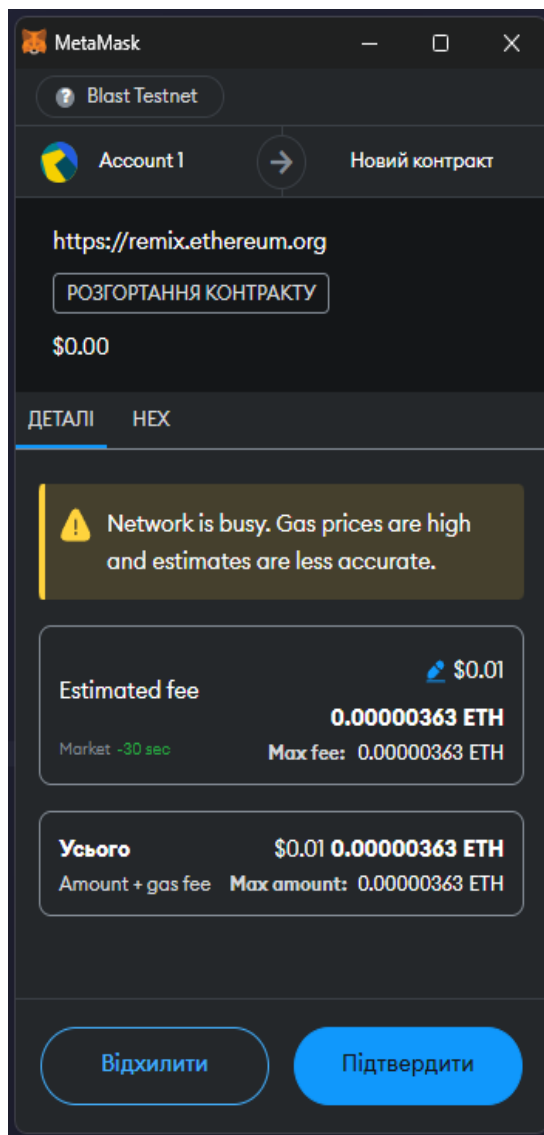 MetaMask
Blast Testnet
Account 1
Новий контракт
https://remix.ethereum.org
РОЗГОРТАННЯ КОНТРАКТУ
$0.00
ДЕТАЛІ HEX
Network is busy. Gas prices are high
and estimates are less accurate.
$0.01
Estimated fee
0.00000363 ETH
Market ~30 sec Max fee: 0.00000363 ETH
Усього $0.01 0.00000363 ETH
Amount + gas fee Max amount: 0.00000363 ETH
Відхилити Підтвердити